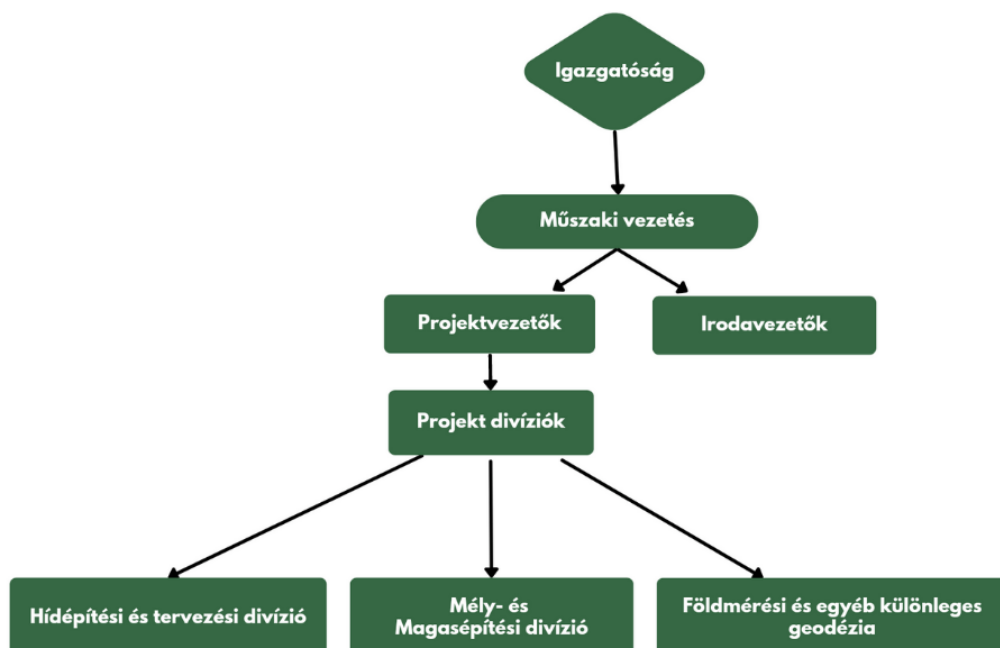 Igazgatóság
Műszaki vezetés
Projektvezetők
Irodavezetők
Projekt divíziók
Hídépítési és tervezési divízió
Mély- és
Magasépítési divízió
Földmérési és egyéb különleges
geodézia